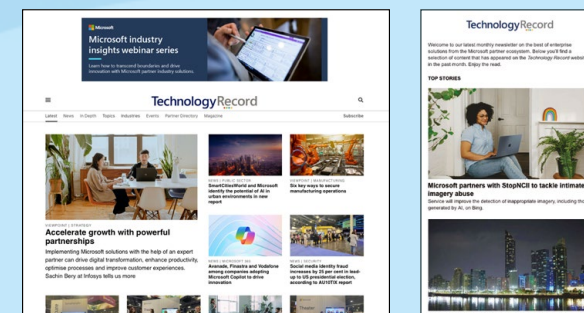 Microsoft
Microsoft industry
insights webinar series
Learn how to transcend boundaries and drive
innovation with Microsoft partner industry solutions.
TechnologyRecord
Latest News In Depth Topics Industries Events Partner Directory Magazine Subscribe
VIEWPOINT | STRATEGY
Accelerate growth with powerful
partnerships
Implementing Microsoft solutions with the help of an expert
partner can drive digital transformation, enhance productivity,
optimise processes and improve customer experiences.
Sachin Bery at Infosys tells us more
NEWS | PUBLIC SECTOR
SmartCitiesWorld and Microsoft
identify the potential of AI in
urban environments in new
report
VIEWPOINT | MANUFACTURING
Six key ways to secure
manufacturing operations
NEWS | MICROSOFT 365
Avanade, Finastra and Vodafone
among companies adopting
Microsoft Copilot to drive
innovation
NEWS | SECURITY
Social media identity fraud
increases by 25 per cent in lead-
up to US presidential election,
according to AU10TIX report
TechnologyRecord
Welcome to our latest monthly newsletter on the best of enterprise
solutions from the Microsoft partner ecosystem. Below you'll find a
selection of content that has appeared on the Technology Record
in the past month. Enjoy the read.
TOP STORIES
Microsoft partners with StopNCII to tackle intimate
imagery abuse
Service will improve the detection of inappropriate imagery, including
generated by AI, on Bing.